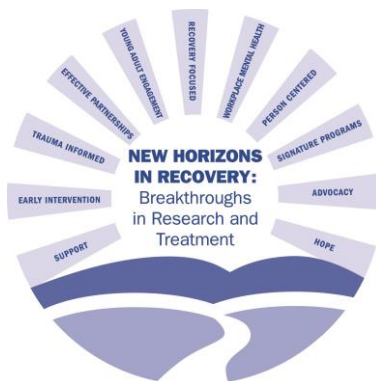 SUPPORT
EARLY INTERVENTION
TRAUMA INFORMED
EFFECTIVE PARTNERSHIPS
YOUNG ADULT ENGAGEMENT
RECOVERY FOCUSED
WORKPLACE MENTAL HEALTH
PERSON CENTERED
SIGNATURE PROGRAMS
ADVOCACY
HOPE
NEW HORIZONS
IN RECOVERY:
Breakthroughs
in Research and
Treatment